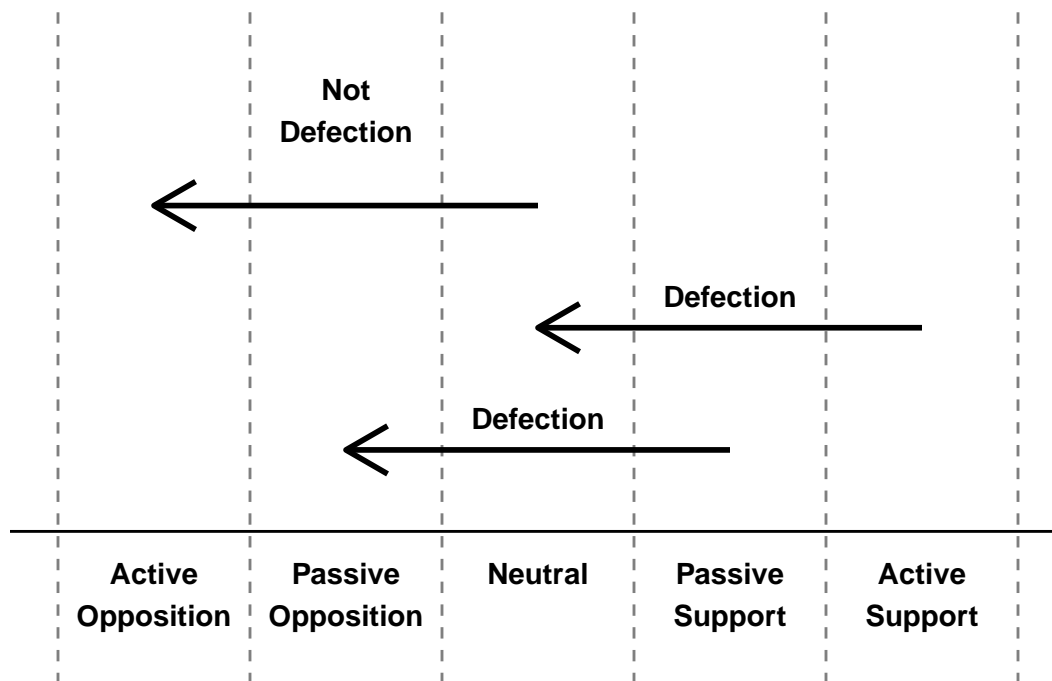 Not
Defection
Defection
Defection
Active
Opposition
Passive
Opposition
Neutral
Passive
Support
Active
Support